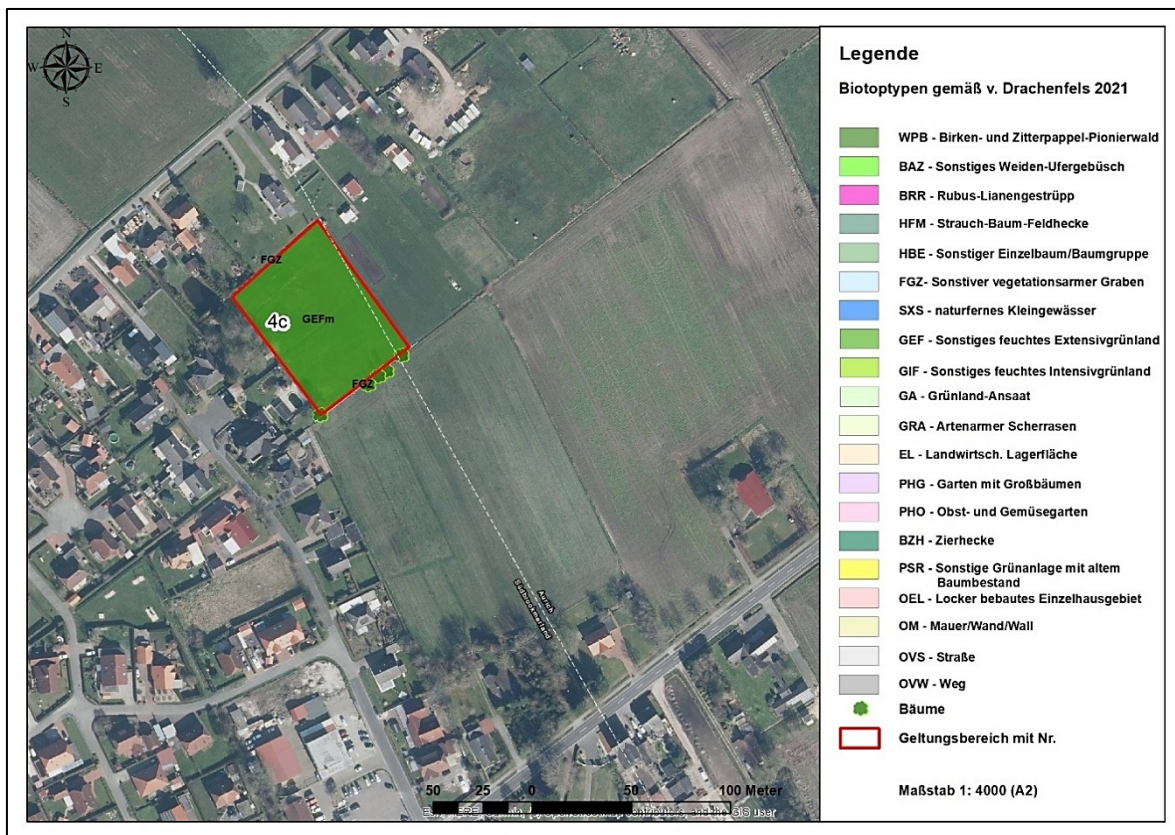 N
W E
S
FGZ
4c
GEFm
FGZ
Aurich
Südbrookmerland
50 25 0 50 100 Meter
Legende
Biotoptypen gemäß v. Drachenfels 2021
WPB - Birken- und Zitterpappel-Pionierwald
BAZ - Sonstiges Weiden-Ufergebüsch
BRR - Rubus-Lianengestrüpp
HFM - Strauch-Baum-Feldhecke
HBE - Sonstiger Einzelbaum/Baumgruppe
FGZ- Sonstiver vegetationsarmer Graben
SXS - naturfernes Kleingewässer
GEF - Sonstiges feuchtes Extensivgrünland
GIF - Sonstiges feuchtes Intensivgrünland
GA - Grünland-Ansaat
GRA - Artenarmer Scherrasen
EL - Landwirtsch. Lagerfläche
PHG - Garten mit Großbäumen
PHO - Obst- und Gemüsegarten
BZH - Zierhecke
PSR - Sonstige Grünanlage mit altem
Baumbestand
OEL - Locker bebautes Einzelhausgebiet
OM - Mauer/Wand/Wall
OVS - Straße
OVW - Weg
Bäume
Geltungsbereich mit Nr.
Maßstab 1: 4000 (A2)